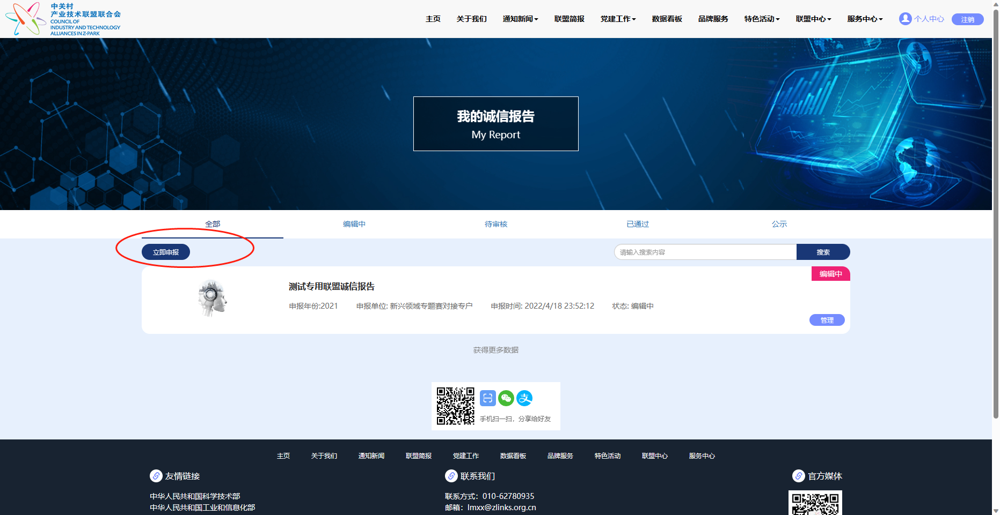 中关村
产业技术联盟联合会
COUNCIL OF
INDUSTRY AND TECHNOLOGY
ALLIANCES IN Z-PARK
主页 关于我们 通知新闻 联盟简报 党建工作 数据看板 品牌服务 特色活动 联盟中心 服务中心 个人中心 注销
我的诚信报告
My Report
全部 编辑中 待审核 已通过 公示
立即申报 请输入搜索内容 搜索
编辑中
测试专用联盟诚信报告
申报年份:2021 申报单位: 新兴领域专题赛对接专户 申报时间: 2022/4/18 23:52:12 状态: 编辑中
管理
获得更多数据
手机扫一扫，分享给好友
主页 关于我们 通知新闻 联盟简报 党建工作 数据看板 品牌服务 特色活动 联盟中心 服务中心
友情链接 联系我们 官方媒体
中华人民共和国科学技术部 联系方式：010-62780935
中华人民共和国工业和信息化部 邮箱：lmxx@zlinks.org.cn